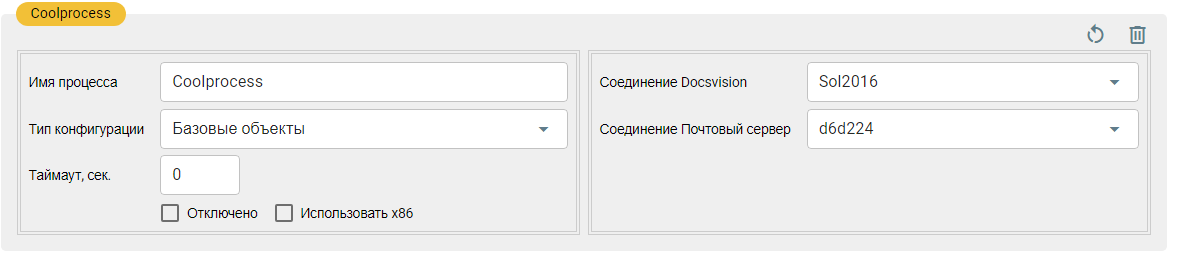 Coolprocess
Имя процесса Coolprocess
Тип конфигурации Базовые объекты
Таймаут, сек. 0
Отключено Использовать x86
Соединение Docsvision Sol2016
Соединение Почтовый сервер d6d224